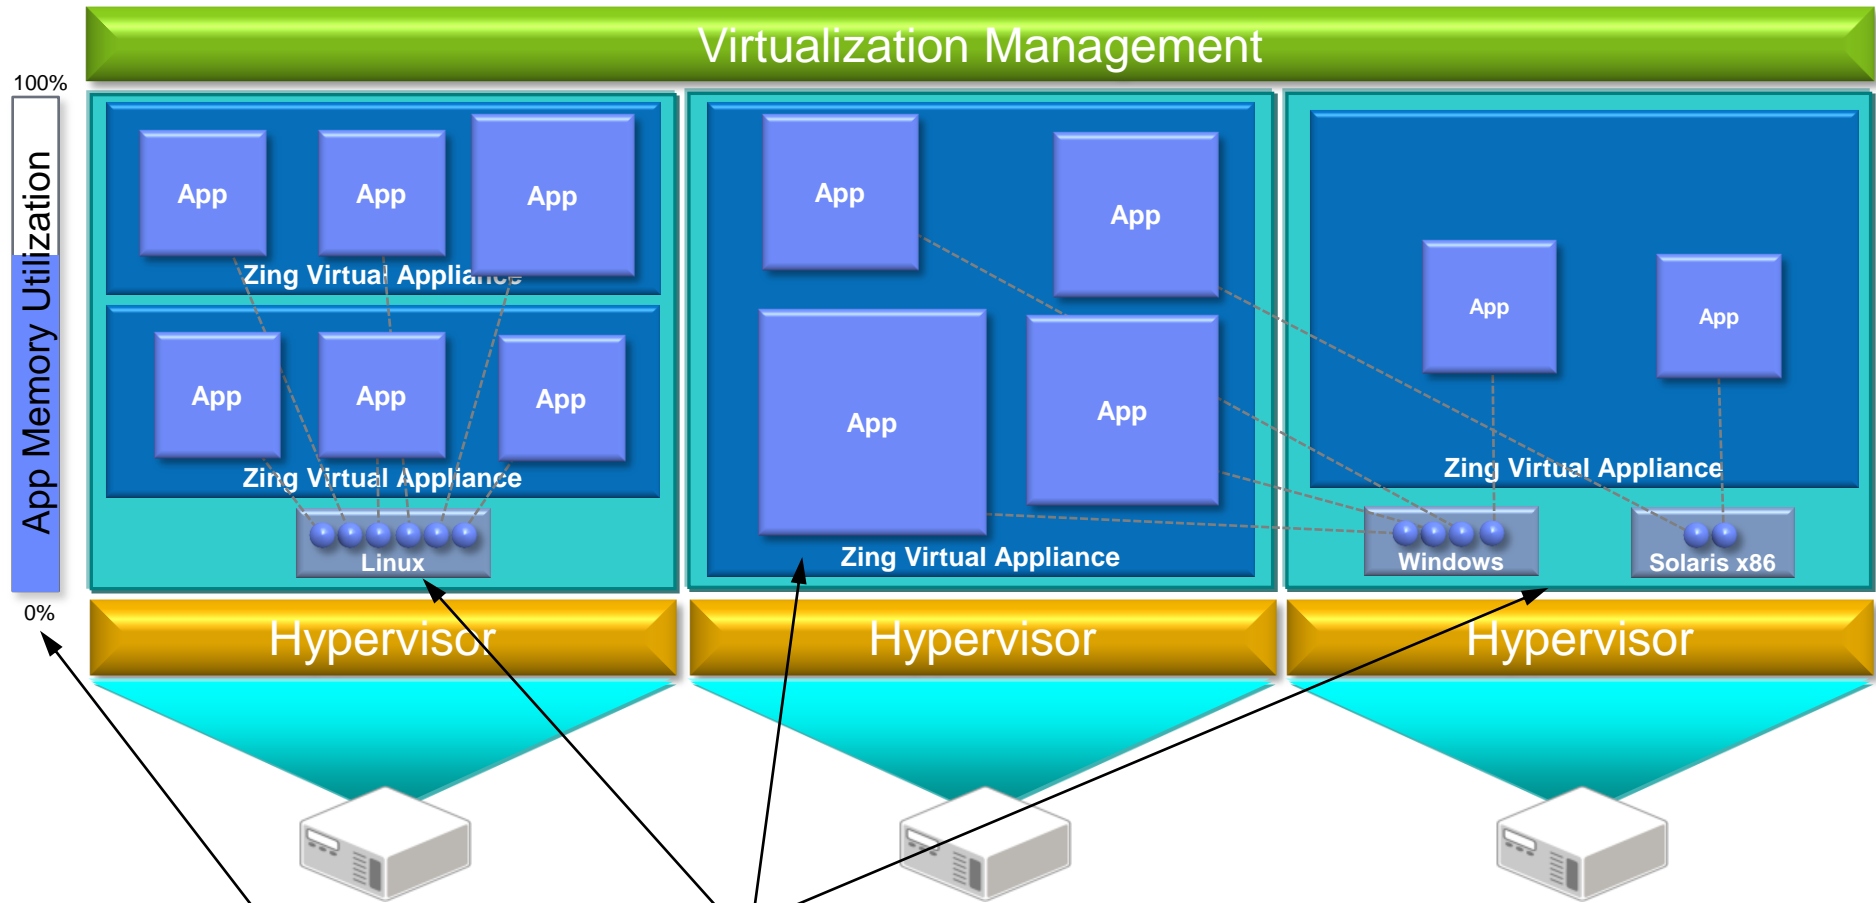 Virtualization Management
100%
App Memory Utilization
0%
App
App
App
Zing Virtual Appliance
App
App
App
Zing Virtual Appliance
Linux
App
App
App
App
Zing Virtual Appliance
App
App
Zing Virtual Appliance
Windows
Solaris x86
Hypervisor
Hypervisor
Hypervisor